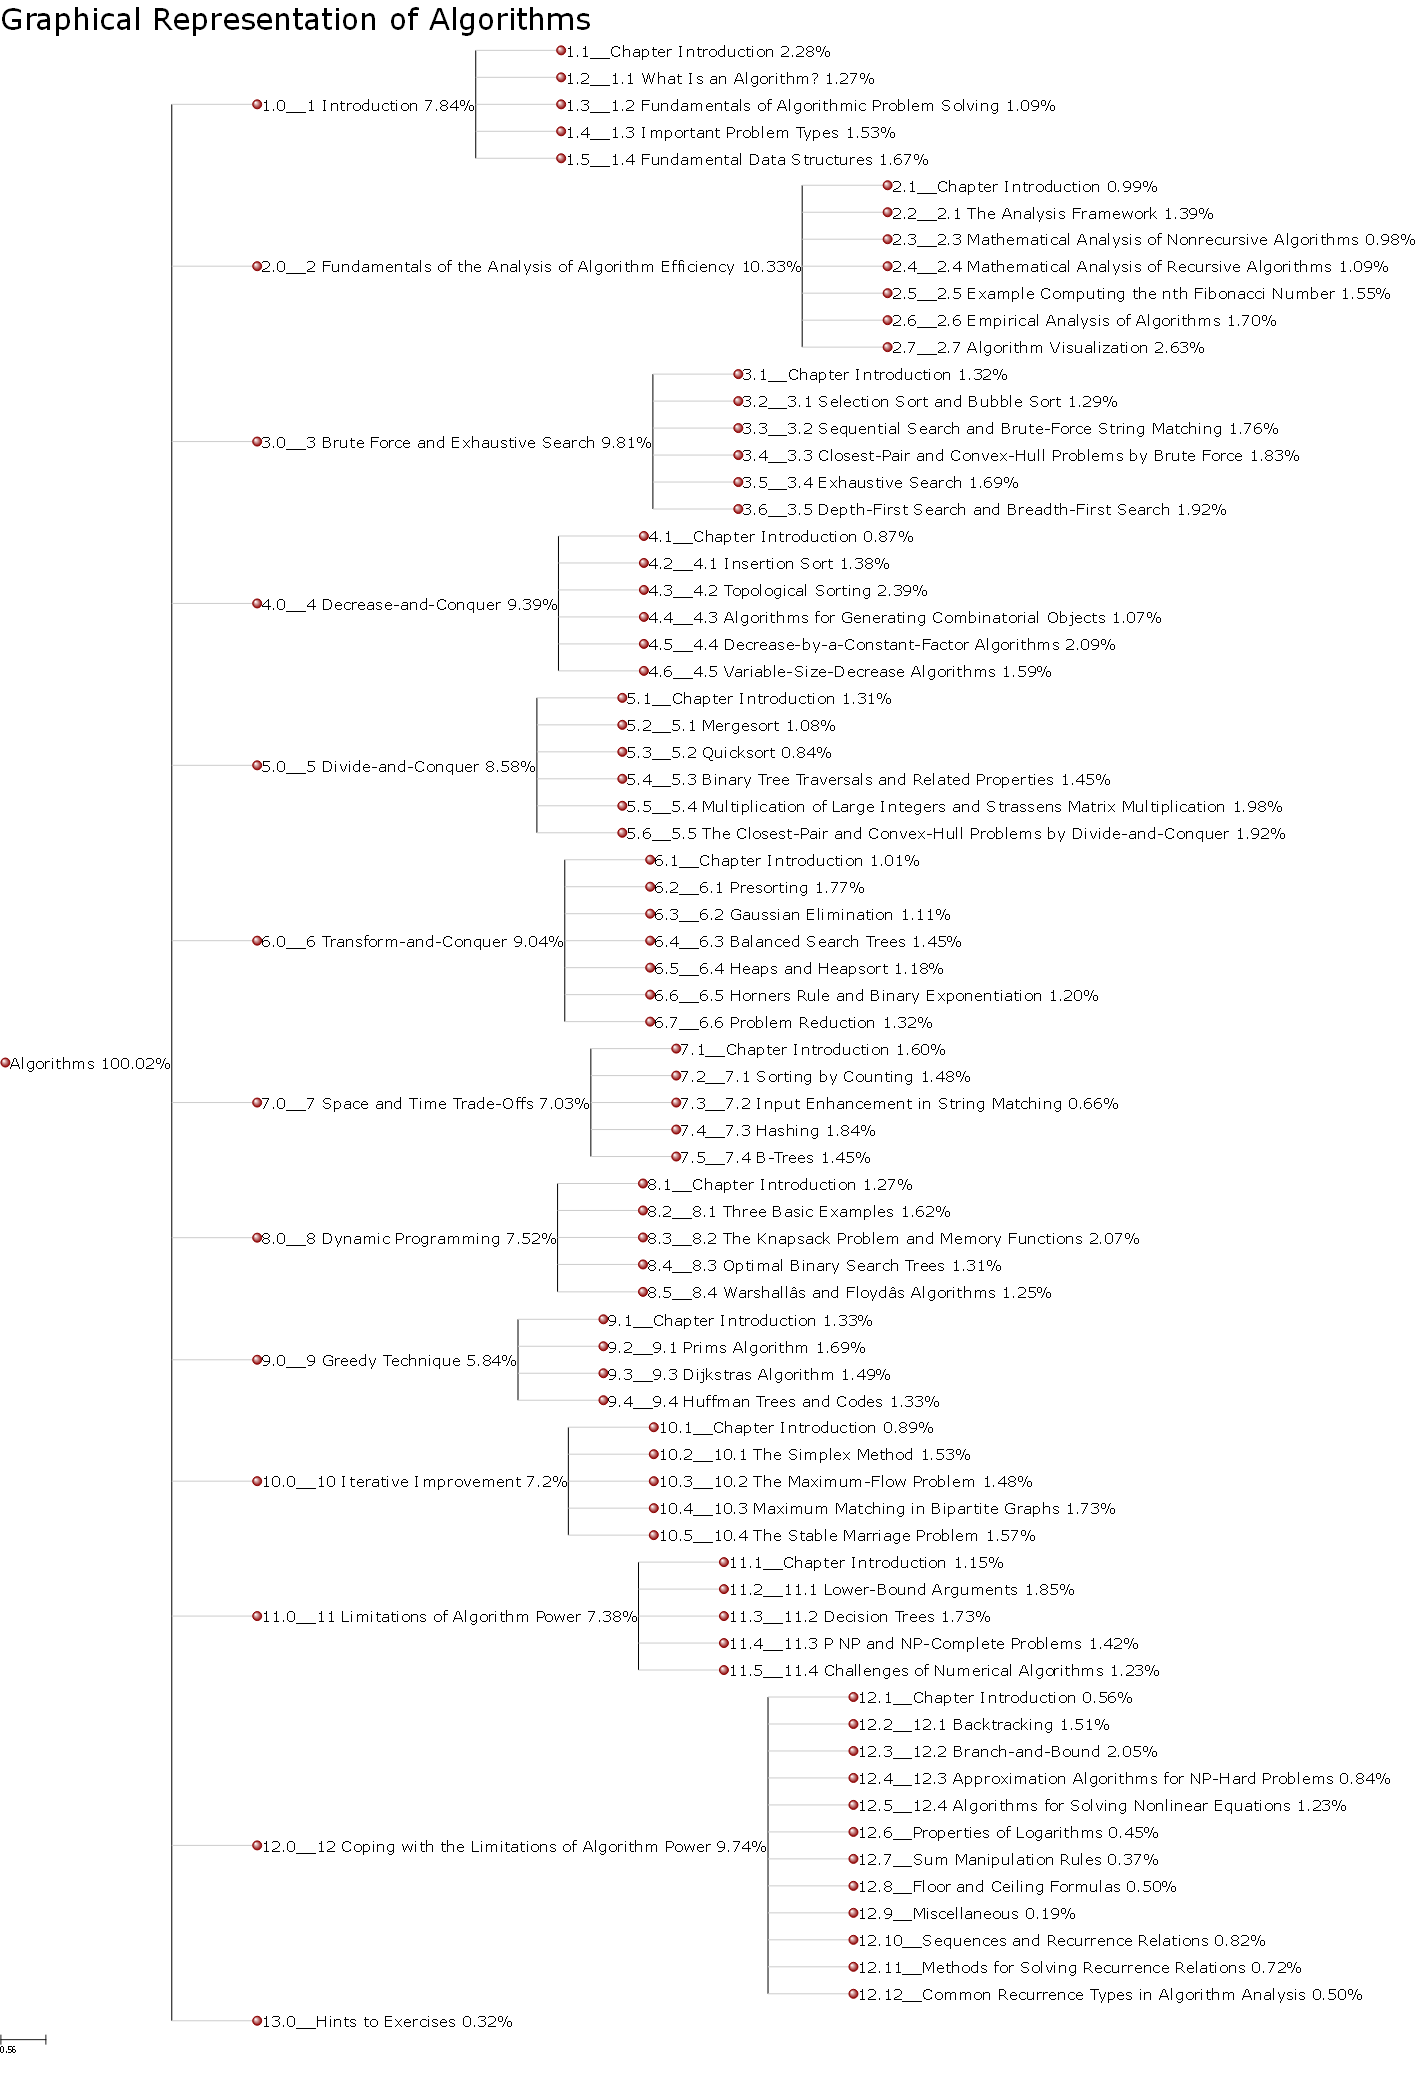 Graphical Representation of Algorithms
1.1__Chapter Introduction 2.28%
1.2__1.1 What Is an Algorithm? 1.27%
1.0__1 Introduction 7.84%
1.3__1.2 Fundamentals of Algorithmic Problem Solving 1.09%
1.4__1.3 Important Problem Types 1.53%
1.5__1.4 Fundamental Data Structures 1.67%
2.1__Chapter Introduction 0.99%
2.2__2.1 The Analysis Framework 1.39%
2.3__2.3 Mathematical Analysis of Nonrecursive Algorithms 0.98%
2.0__2 Fundamentals of the Analysis of Algorithm Efficiency 10.33%
2.4__2.4 Mathematical Analysis of Recursive Algorithms 1.09%
2.5__2.5 Example Computing the nth Fibonacci Number 1.55%
2.6__2.6 Empirical Analysis of Algorithms 1.70%
2.7__2.7 Algorithm Visualization 2.63%
3.1__Chapter Introduction 1.32%
3.2__3.1 Selection Sort and Bubble Sort 1.29%
3.3__3.2 Sequential Search and Brute-Force String Matching 1.76%
3.0__3 Brute Force and Exhaustive Search 9.81%
3.4__3.3 Closest-Pair and Convex-Hull Problems by Brute Force 1.83%
3.5__3.4 Exhaustive Search 1.69%
3.6__3.5 Depth-First Search and Breadth-First Search 1.92%
4.1__Chapter Introduction 0.87%
4.2__4.1 Insertion Sort 1.38%
4.3__4.2 Topological Sorting 2.39%
4.0__4 Decrease-and-Conquer 9.39%
4.4__4.3 Algorithms for Generating Combinatorial Objects 1.07%
4.5__4.4 Decrease-by-a-Constant-Factor Algorithms 2.09%
4.6__4.5 Variable-Size-Decrease Algorithms 1.59%
5.1__Chapter Introduction 1.31%
5.2__5.1 Mergesort 1.08%
5.3__5.2 Quicksort 0.84%
5.0__5 Divide-and-Conquer 8.58%
5.4__5.3 Binary Tree Traversals and Related Properties 1.45%
5.5__5.4 Multiplication of Large Integers and Strassens Matrix Multiplication 1.98%
5.6__5.5 The Closest-Pair and Convex-Hull Problems by Divide-and-Conquer 1.92%
6.1__Chapter Introduction 1.01%
6.2__6.1 Presorting 1.77%
6.3__6.2 Gaussian Elimination 1.11%
6.0__6 Transform-and-Conquer 9.04%
6.4__6.3 Balanced Search Trees 1.45%
6.5__6.4 Heaps and Heapsort 1.18%
6.6__6.5 Horners Rule and Binary Exponentiation 1.20%
6.7__6.6 Problem Reduction 1.32%
7.1__Chapter Introduction 1.60%
Algorithms 100.02%
7.2__7.1 Sorting by Counting 1.48%
7.0__7 Space and Time Trade-Offs 7.03%
7.3__7.2 Input Enhancement in String Matching 0.66%
7.4__7.3 Hashing 1.84%
7.5__7.4 B-Trees 1.45%
8.1__Chapter Introduction 1.27%
8.2__8.1 Three Basic Examples 1.62%
8.0__8 Dynamic Programming 7.52%
8.3__8.2 The Knapsack Problem and Memory Functions 2.07%
8.4__8.3 Optimal Binary Search Trees 1.31%
8.5__8.4 Warshallâs and Floydâs Algorithms 1.25%
9.1__Chapter Introduction 1.33%
9.2__9.1 Prims Algorithm 1.69%
9.0__9 Greedy Technique 5.84%
9.3__9.3 Dijkstras Algorithm 1.49%
9.4__9.4 Huffman Trees and Codes 1.33%
10.1__Chapter Introduction 0.89%
10.2__10.1 The Simplex Method 1.53%
10.0__10 Iterative Improvement 7.2%
10.3__10.2 The Maximum-Flow Problem 1.48%
10.4__10.3 Maximum Matching in Bipartite Graphs 1.73%
10.5__10.4 The Stable Marriage Problem 1.57%
11.1__Chapter Introduction 1.15%
11.2__11.1 Lower-Bound Arguments 1.85%
11.0__11 Limitations of Algorithm Power 7.38%
11.3__11.2 Decision Trees 1.73%
11.4__11.3 P NP and NP-Complete Problems 1.42%
11.5__11.4 Challenges of Numerical Algorithms 1.23%
12.1__Chapter Introduction 0.56%
12.2__12.1 Backtracking 1.51%
12.3__12.2 Branch-and-Bound 2.05%
12.4__12.3 Approximation Algorithms for NP-Hard Problems 0.84%
12.5__12.4 Algorithms for Solving Nonlinear Equations 1.23%
12.6__Properties of Logarithms 0.45%
12.0__12 Coping with the Limitations of Algorithm Power 9.74%
12.7__Sum Manipulation Rules 0.37%
12.8__Floor and Ceiling Formulas 0.50%
12.9__Miscellaneous 0.19%
12.10__Sequences and Recurrence Relations 0.82%
12.11__Methods for Solving Recurrence Relations 0.72%
12.12__Common Recurrence Types in Algorithm Analysis 0.50%
13.0__Hints to Exercises 0.32%
0.56